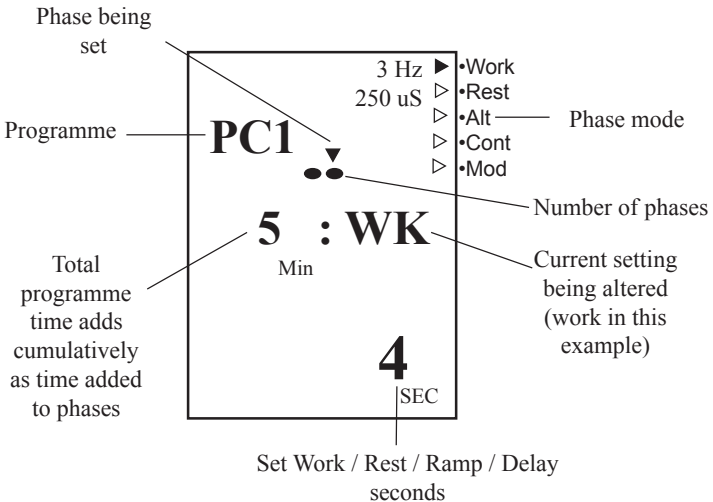 Phase being
set
3 Hz
•Work
250 uS
•Rest
•Alt
Phase mode
Programme
PC1
•Cont
•Mod
Number of phases
5 : WK
Min
Total
programme
time adds
cumulatively
as time added
to phases
Current setting
being altered
(work in this
example)
4
SEC
Set Work / Rest / Ramp / Delay
seconds